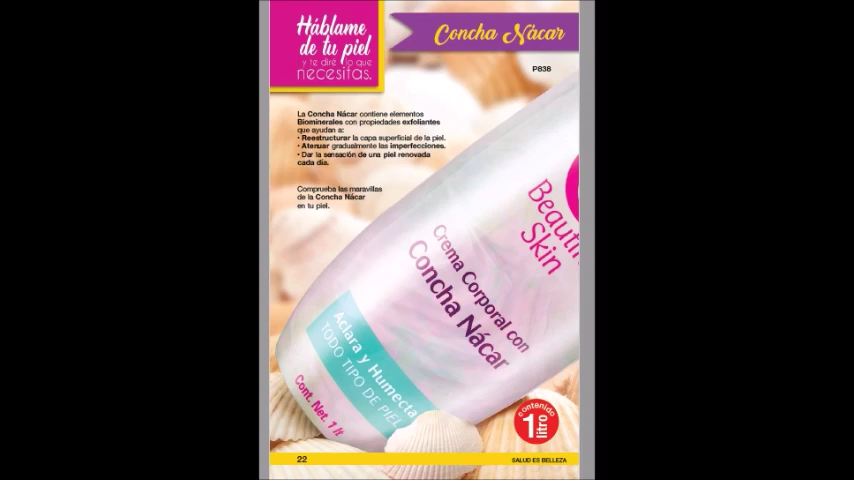 Háblame
de tu piel
y te diré lo que
necesitas.
Concha Nácar
P838
La Concha Nácar contiene elementos
Biominerales con propiedades exfoliantes
que ayudan a:
• Reestructurar la capa superficial de la piel.
• Atenuar gradualmente las imperfecciones.
• Dar la sensación de una piel renovada
cada día.
Comprueba las maravillas
de la Concha Nácar
en tu piel.
Skin
Crema Corporal con
Concha Nácar
Aclara y Humecta
TODO TIPO DE PIEL
Cont. Net. 1 lt
contenido
1 litro
22
SALUD ES BELLEZA